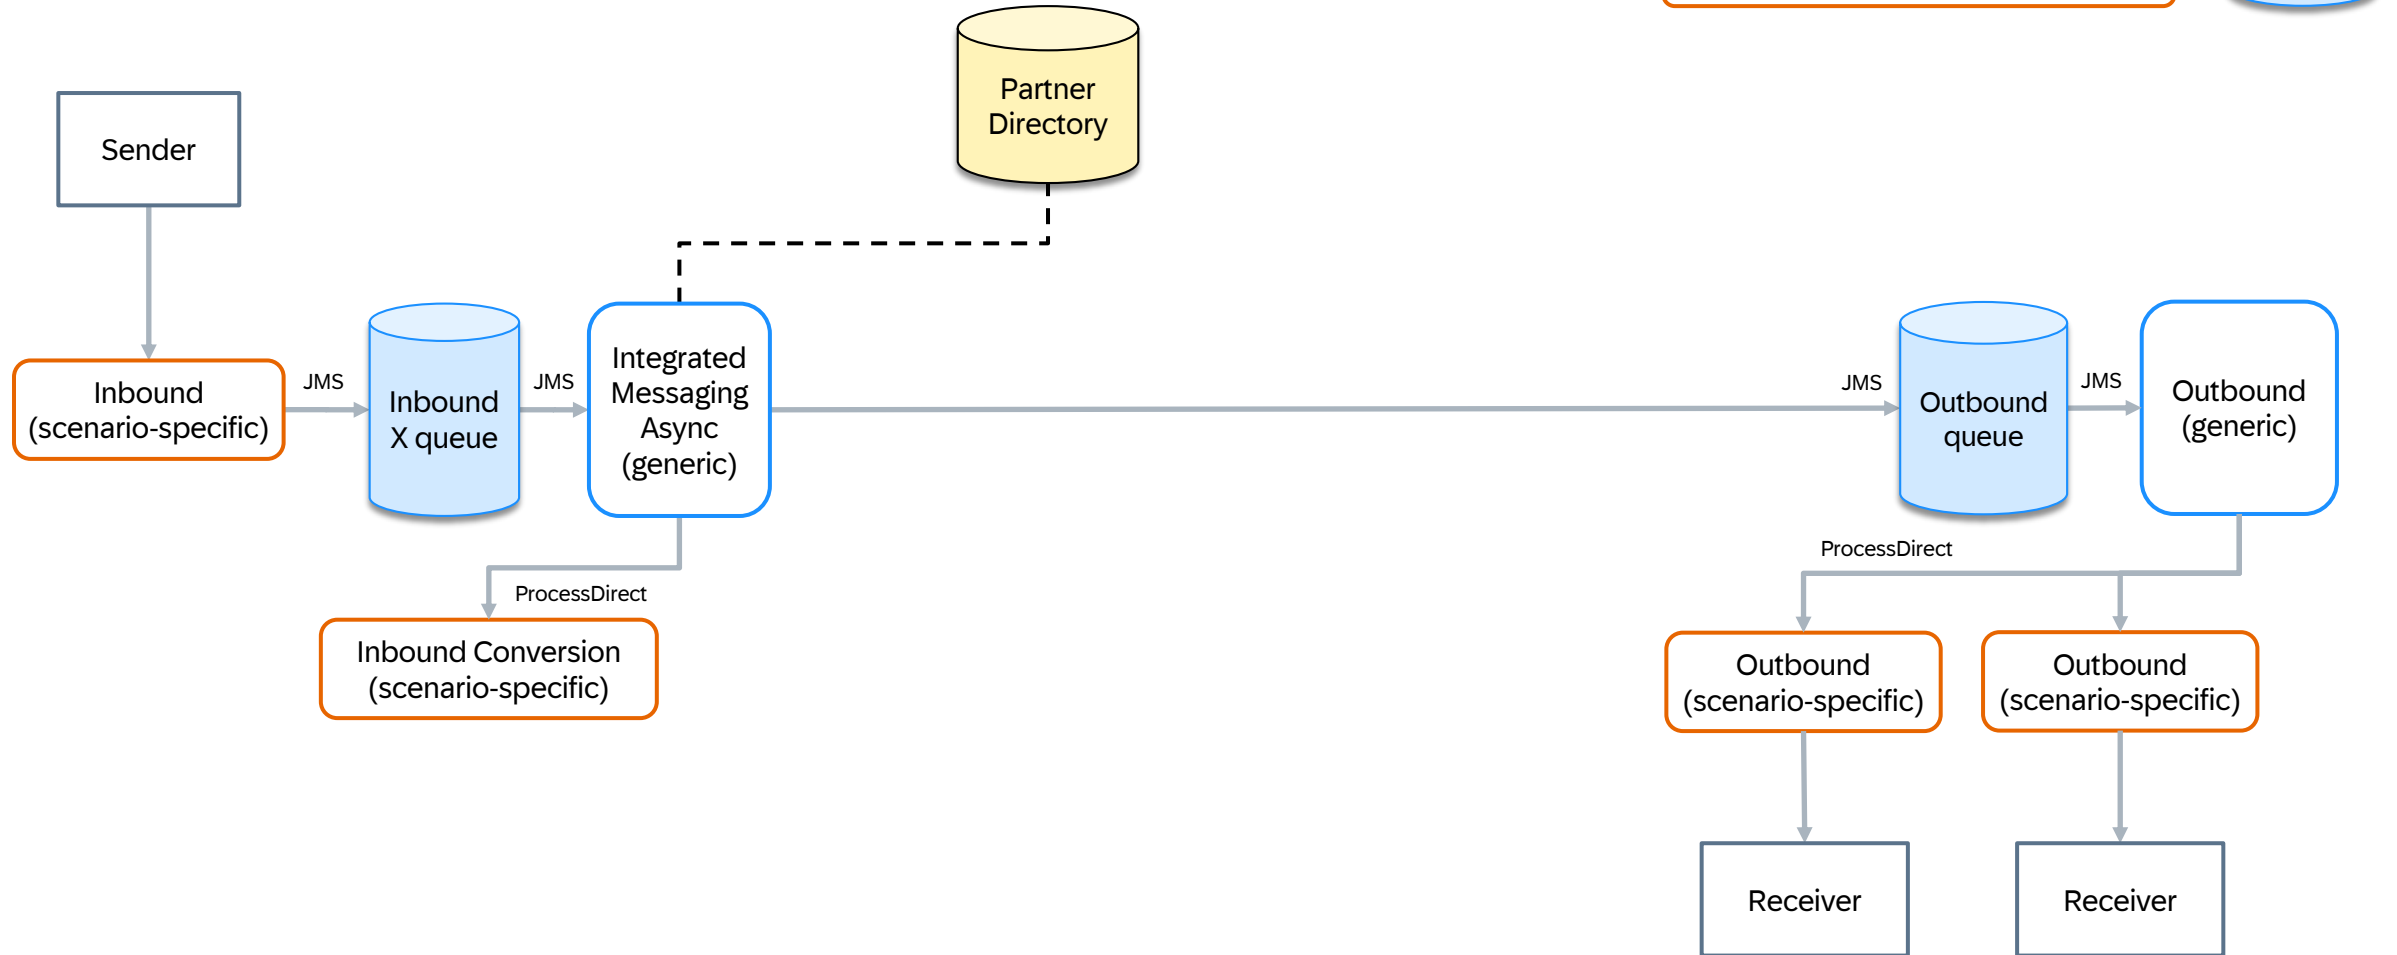 Partner
Directory
Sender
Inbound
(scenario-specific)
JMS
Inbound
X queue
JMS
Integrated
Messaging
Async
(generic)
JMS
Outbound
queue
JMS
Outbound
(generic)
ProcessDirect
Inbound Conversion
(scenario-specific)
ProcessDirect
Outbound
(scenario-specific)
Outbound
(scenario-specific)
Receiver
Receiver